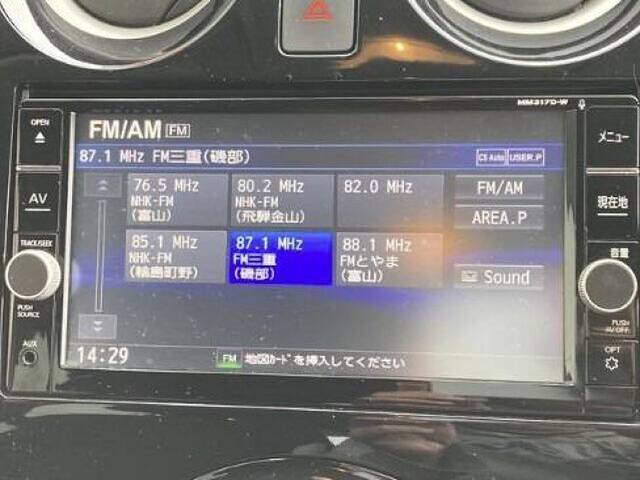 MM317D-W
OPEN
FM/AM FM
メニュー
87.1 MHz FM三重(磯部)
CS Auto USER.P
AV
76.5 MHz
NHK-FM
(富山)
80.2 MHz
NHK-FM
(飛騨金山)
82.0 MHz
FM/AM
現在地
AREA.P
TRACK/SEEK
85.1 MHz
NHK-FM
(輪島町野)
87.1 MHz
FM三重
(磯部)
88.1 MHz
FMとやま
(富山)
Sound
音量
PUSH
SOURCE
PUSH
AV OFF
AUX
14:29
FM 地図ｶｰﾄﾞを挿入してください
OPT